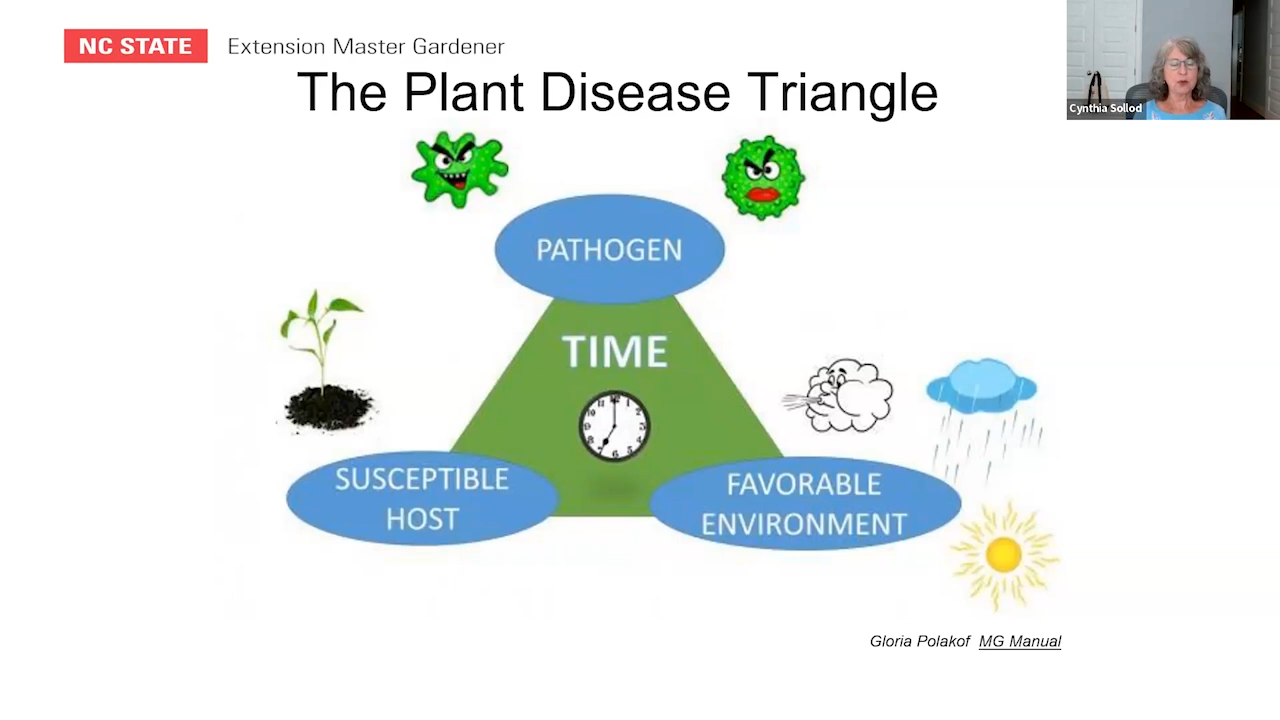 NC STATE Extension Master Gardener
Cynthia Sollod
The Plant Disease Triangle
PATHOGEN
TIME
SUSCEPTIBLE
HOST
FAVORABLE
ENVIRONMENT
Gloria Polakof MG Manual